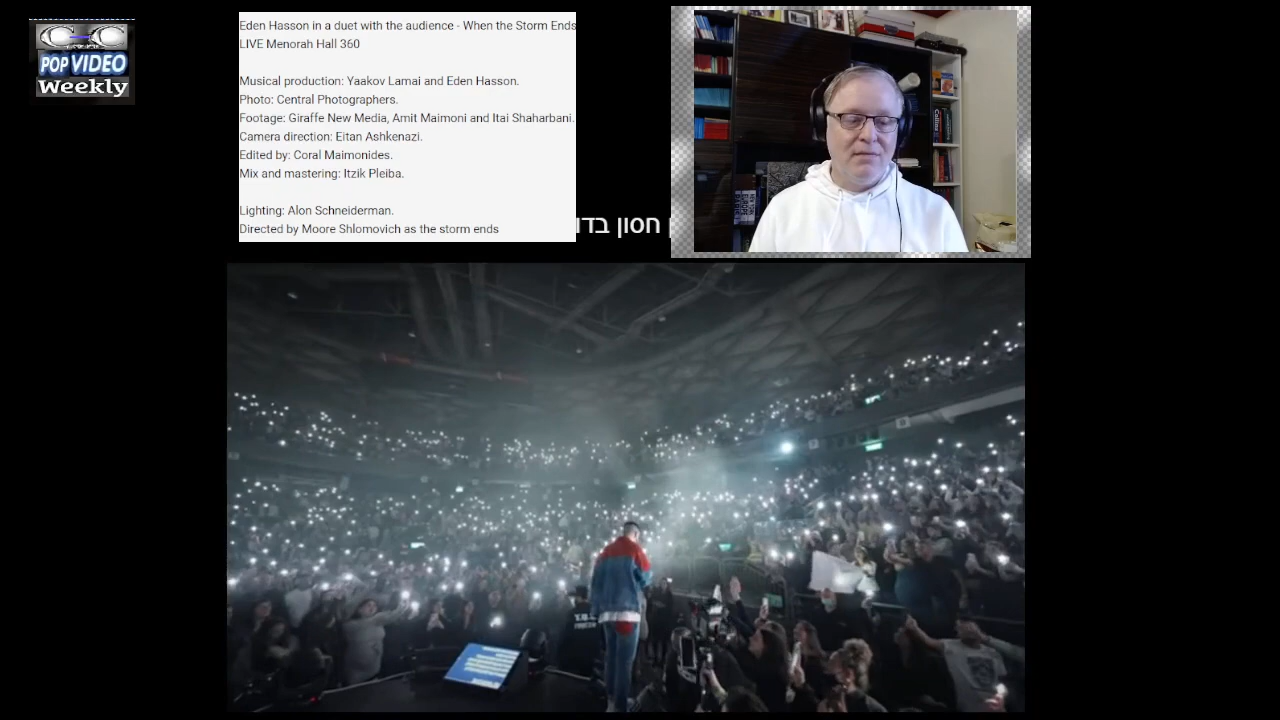 C-C
POP VIDEO
Weekly
Eden Hasson in a duet with the audience - When the Storm Ends
LIVE Menorah Hall 360
Musical production: Yaakov Lamai and Eden Hasson.
Photo: Central Photographers.
Footage: Giraffe New Media, Amit Maimoni and Itai Shaharbani.
Camera direction: Eitan Ashkenazi.
Edited by: Coral Maimonides.
Mix and mastering: Itzik Pleiba.
Lighting: Alon Schneiderman.
Directed by Moore Shlomovich as the storm ends
חסון בדו